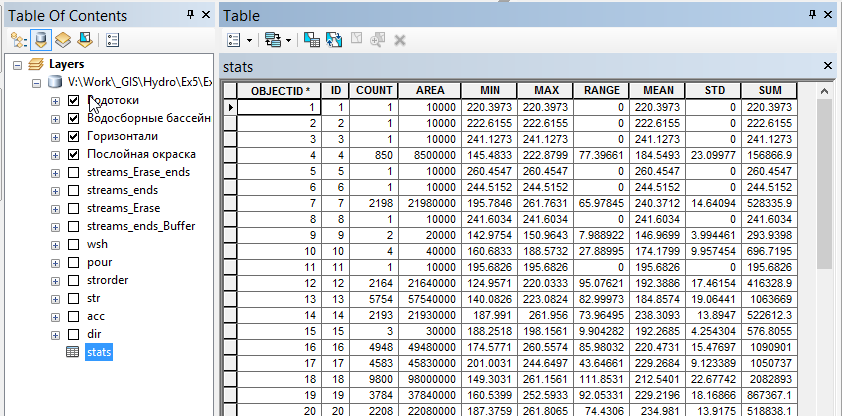 Table Of Contents
Layers
V:\Work\_GIS\Hydro\Ex5\Ex
Водотоки
Водосборные бассейн
Горизонтали
Послойная окраска
streams_Erase_ends
streams_ends
streams_Erase
streams_ends_Buffer
wsh
pour
strorder
str
acc
dir
stats
Table
stats
OBJECTID * ID COUNT AREA MIN MAX RANGE MEAN STD SUM
1 1 1 10000 220.3973 220.3973 0 220.3973 0 220.3973
2 2 1 10000 222.6155 222.6155 0 222.6155 0 222.6155
3 3 1 10000 241.1273 241.1273 0 241.1273 0 241.1273
4 4 850 8500000 145.4833 222.8799 77.39661 184.5493 23.09977 156866.9
5 5 1 10000 260.4547 260.4547 0 260.4547 0 260.4547
6 6 1 10000 244.5152 244.5152 0 244.5152 0 244.5152
7 7 2198 21980000 195.7846 261.7631 65.97845 240.3712 14.64094 528335.9
8 8 1 10000 241.6034 241.6034 0 241.6034 0 241.6034
9 9 2 20000 142.9754 150.9643 7.988922 146.9699 3.994461 293.9398
10 10 4 40000 160.6833 188.5732 27.88995 174.1799 9.957454 696.7195
11 11 1 10000 195.6826 195.6826 0 195.6826 0 195.6826
12 12 2164 21640000 124.9571 220.0333 95.07621 192.3886 17.46154 416328.9
13 13 5754 57540000 140.0826 223.0824 82.99973 184.8574 19.06441 1063669
14 14 2193 21930000 187.991 261.956 73.96495 238.3093 13.8947 522612.3
15 15 3 30000 188.2518 198.1561 9.904282 192.2685 4.254304 576.8055
16 16 4948 49480000 174.5771 260.5574 85.98032 220.4731 15.47697 1090901
17 17 4583 45830000 201.0031 244.6497 43.64661 229.2684 9.123389 1050737
18 18 9800 98000000 149.3031 261.1561 111.8531 212.5401 22.67742 2082893
19 19 3784 37840000 160.5399 252.5933 92.05331 229.2196 18.16866 867367.1
20 20 2208 22080000 187.3759 261.8065 74.4306 234.981 13.9175 518838.1